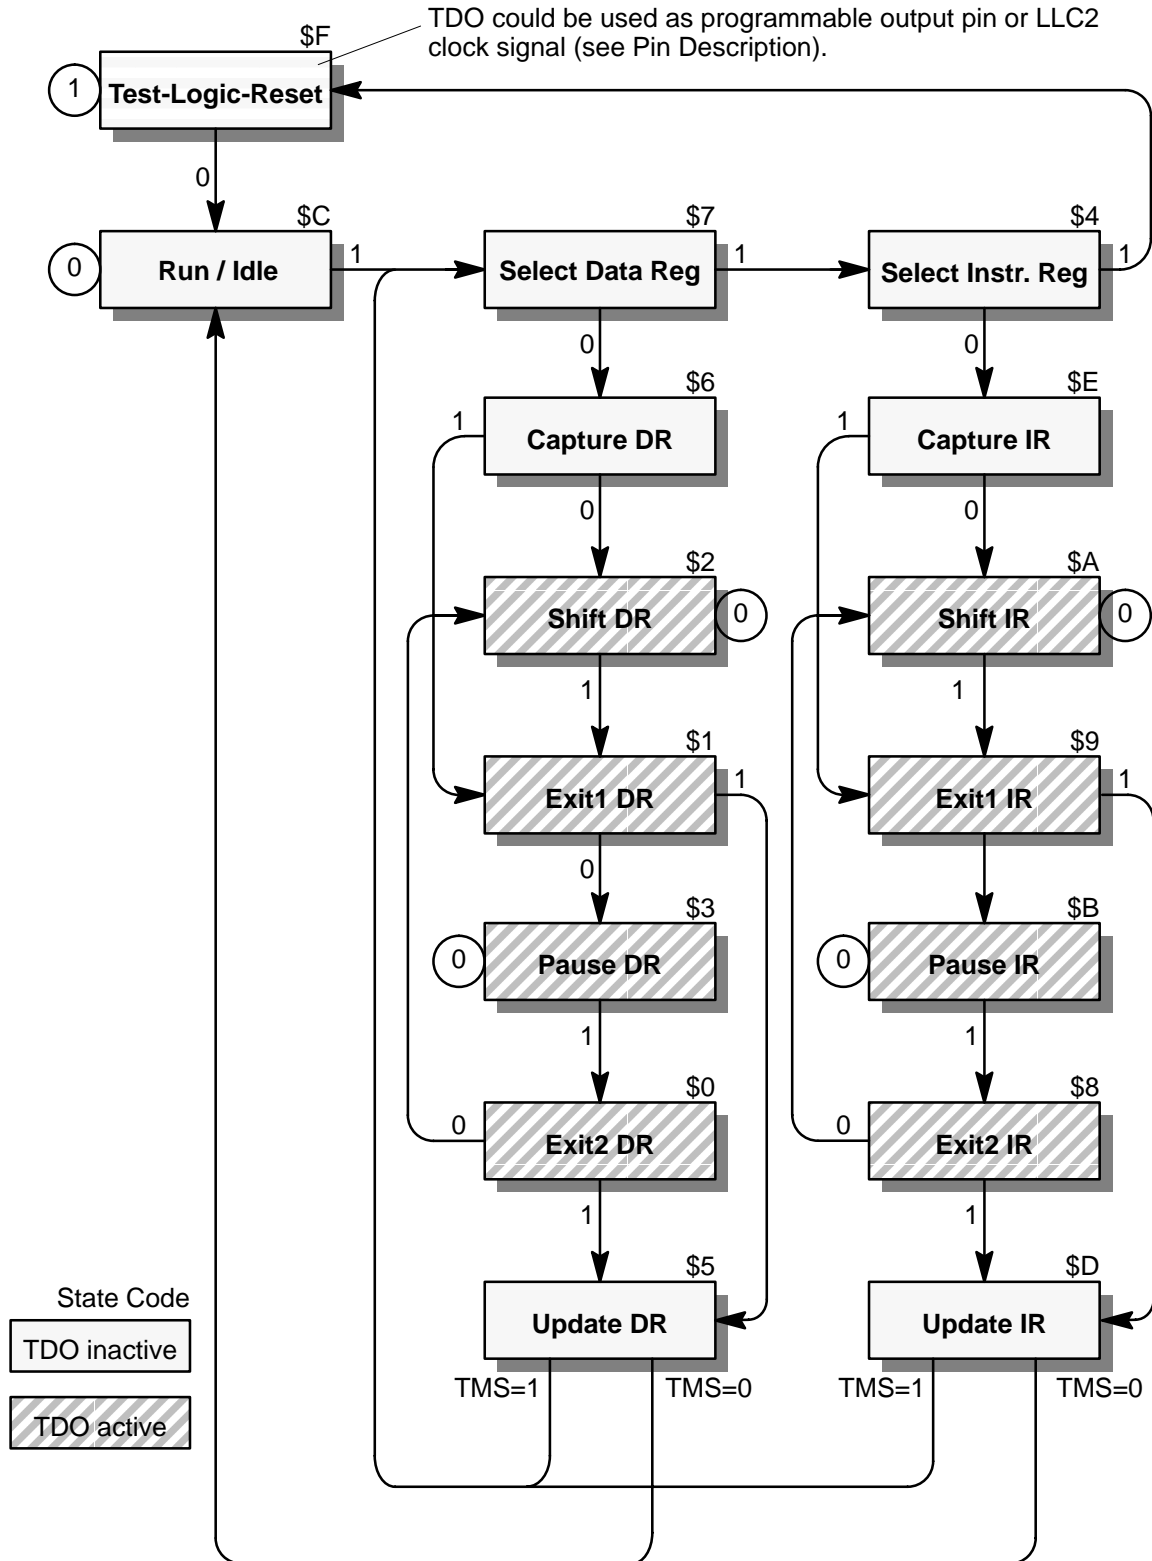 TDO could be used as programmable output pin or LLC2
clock signal (see Pin Description).
$F
1
Test-Logic-Reset
0
$C
0
Run / Idle
1
$7
Select Data Reg
1
$4
Select Instr. Reg
1
0
0
$6
$E
1
Capture DR
1
Capture IR
0
0
$2
$A
Shift DR
0
Shift IR
0
1
1
$1
$9
Exit1 DR
1
Exit1 IR
1
0
$3
$B
0
Pause DR
0
Pause IR
1
1
$0
$8
0
Exit2 DR
0
Exit2 IR
1
1
$5
$D
Update DR
Update IR
State Code
TDO inactive
TDO active
TMS=1
TMS=0
TMS=1
TMS=0